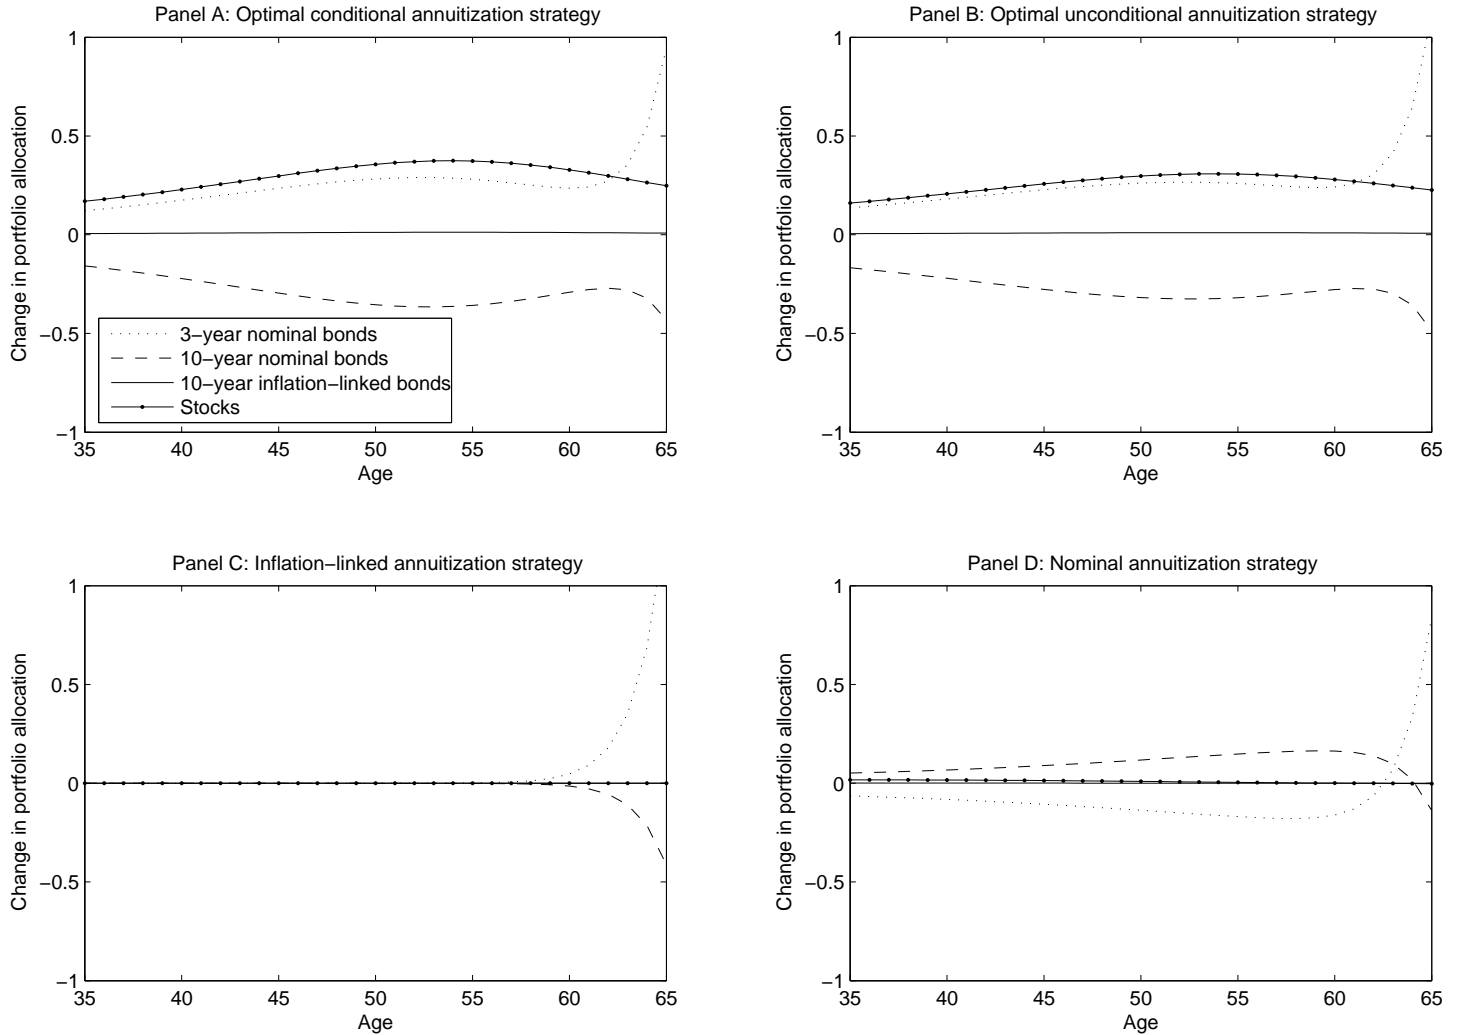 Panel A: Optimal conditional annuitization strategy
1
0.5
0
−0.5
−1
Change in portfolio allocation
35 40 45 50 55 60 65
Age
3−year nominal bonds
10−year nominal bonds
10−year inflation−linked bonds
Stocks
Panel B: Optimal unconditional annuitization strategy
1
0.5
0
−0.5
−1
Change in portfolio allocation
35 40 45 50 55 60 65
Age
Panel C: Inflation−linked annuitization strategy
1
0.5
0
−0.5
−1
Change in portfolio allocation
35 40 45 50 55 60 65
Age
Panel D: Nominal annuitization strategy
1
0.5
0
−0.5
−1
Change in portfolio allocation
35 40 45 50 55 60 65
Age